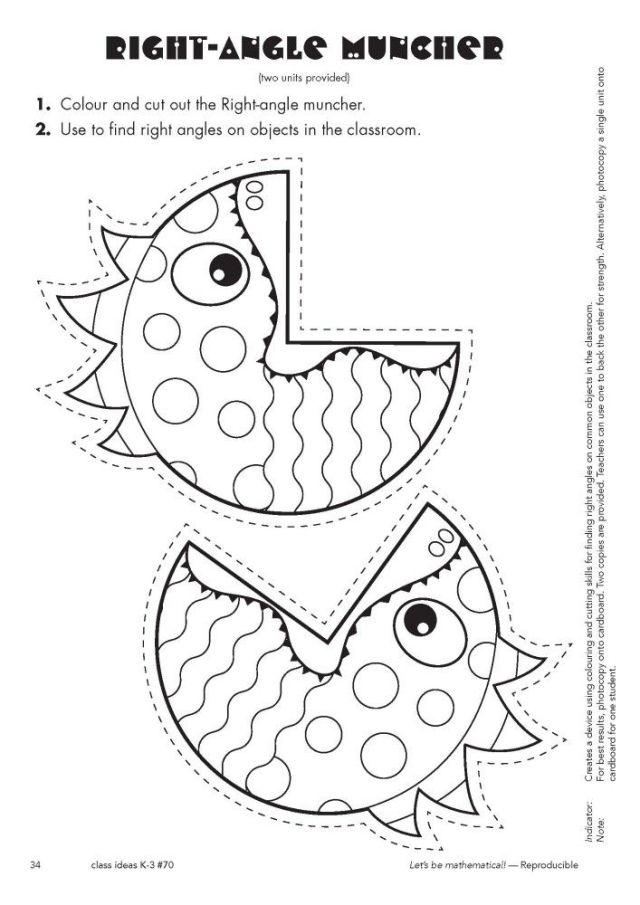 RIGHT-ANGLE MUNCHER
(two units provided)
1. Colour and cut out the Right-angle muncher.
2. Use to find right angles on objects in the classroom.
Indicator: Creates a device using colouring and cutting skills for finding right angles on common objects in the classroom.
Note: For best results, photocopy onto cardboard. Two copies are provided. Teachers can use one to back the other for strength. Alternatively, photocopy a single unit onto
cardboard for one student.
34 class ideas K-3 #70 Let's be mathematical! — Reproducible